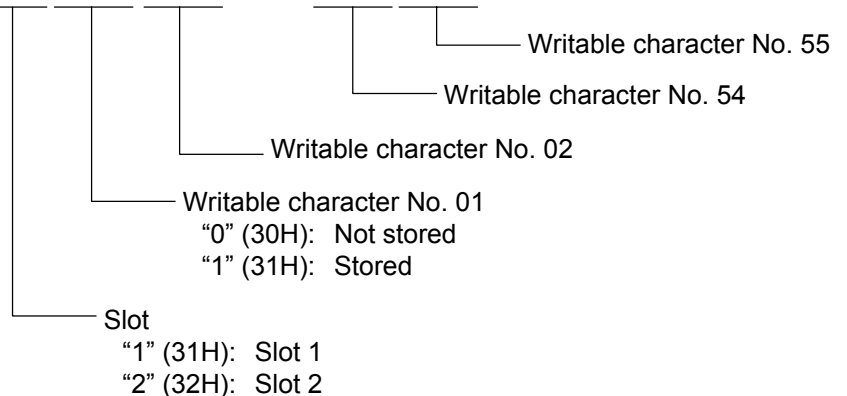 Writable character No. 55
Writable character No. 54
Writable character No. 02
Writable character No. 01
“0” (30H): Not stored
“1” (31H): Stored
Slot
“1” (31H): Slot 1
“2” (32H): Slot 2